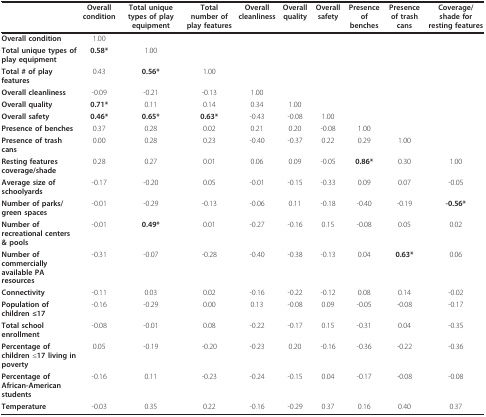 Overall condition | Total unique types of play equipment | Total number of play features | Overall cleanliness | Overall quality | Overall safety | Presence of benches | Presence of trash cans | Coverage/ shade for resting features
Overall condition 1.00
Total unique types of play equipment 0.58* 1.00
Total # of play features 0.43 0.56* 1.00
Overall cleanliness -0.09 -0.21 -0.13 1.00
Overall quality 0.71* 0.11 0.14 0.34 1.00
Overall safety 0.46* 0.65* 0.63* -0.43 -0.08 1.00
Presence of benches 0.37 0.28 0.02 0.21 0.20 -0.08 1.00
Presence of trash cans 0.00 0.28 0.23 -0.40 -0.37 0.22 0.29 1.00
Resting features coverage/shade 0.28 0.27 0.01 0.06 0.09 -0.05 0.86* 0.30 1.00
Average size of schoolyards -0.17 -0.20 0.05 -0.01 -0.15 -0.33 0.09 0.07 -0.05
Number of parks/ green spaces -0.01 -0.29 -0.13 -0.06 0.11 -0.18 -0.40 -0.19 -0.56*
Number of recreational centers & pools -0.01 0.49* 0.01 -0.27 -0.16 0.15 -0.08 0.05 0.02
Number of commercially available PA resources -0.31 -0.07 -0.28 -0.40 -0.38 -0.13 0.04 0.63* 0.06
Connectivity -0.11 0.03 0.02 -0.16 -0.22 -0.12 0.08 0.14 -0.02
Population of children ≤17 -0.16 -0.29 0.00 0.13 -0.08 0.09 -0.05 -0.08 -0.17
Total school enrollment -0.08 -0.01 0.08 -0.22 -0.17 0.15 -0.31 0.04 -0.35
Percentage of children ≤17 living in poverty 0.05 -0.19 -0.20 -0.23 0.20 -0.16 -0.36 -0.22 -0.36
Percentage of African-American students -0.16 0.11 -0.23 -0.24 -0.15 0.04 -0.17 -0.08 -0.08
Temperature -0.03 0.35 0.22 -0.16 -0.29 0.37 0.16 0.40 0.37